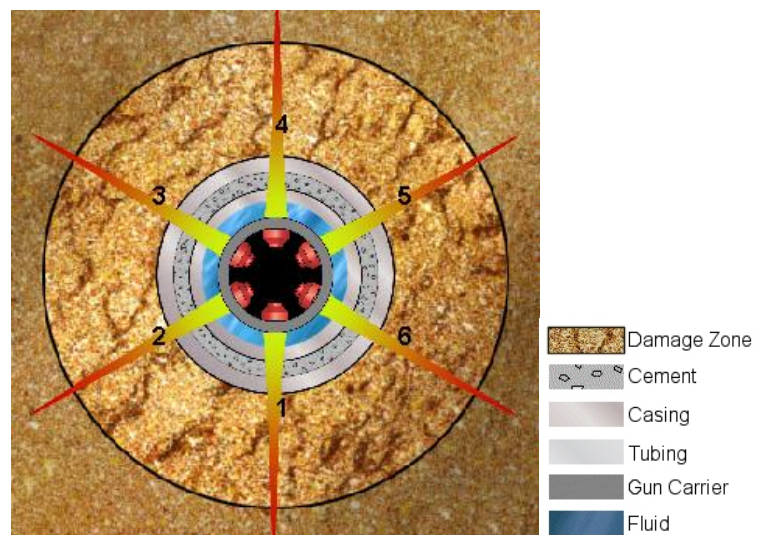 4
3
5
2
6
1
Damage Zone
Cement
Casing
Tubing
Gun Carrier
Fluid